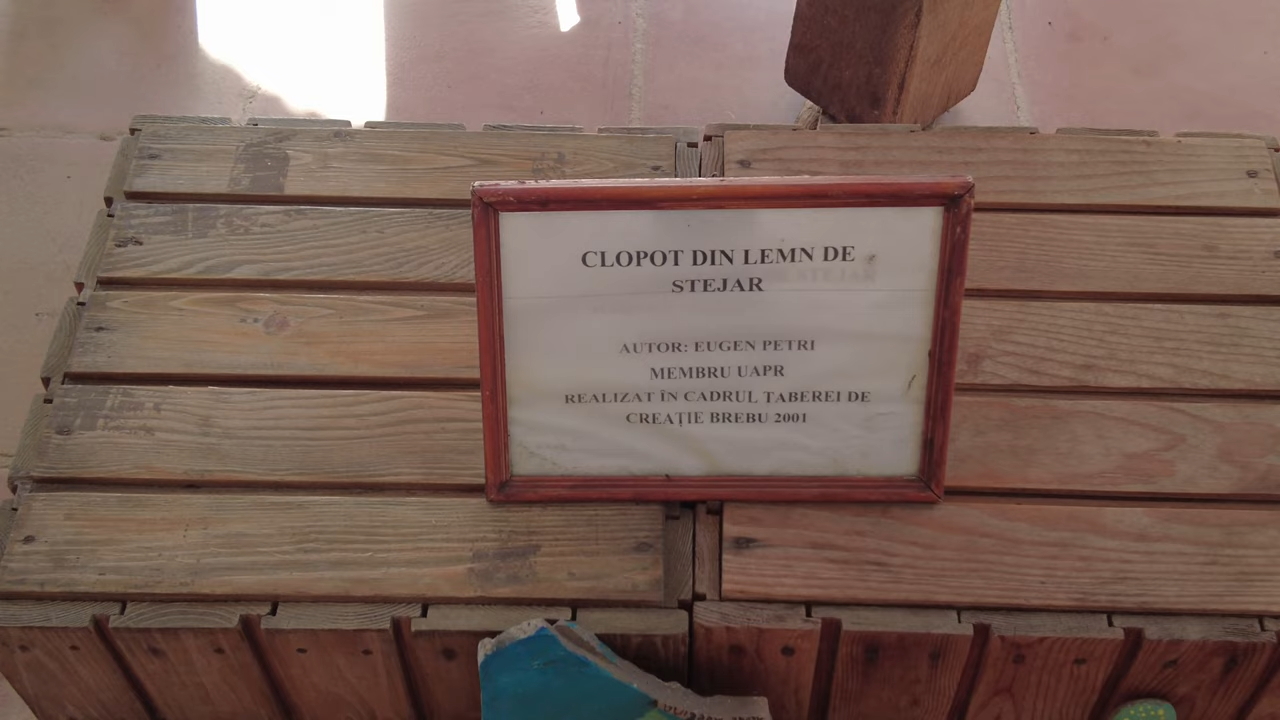 CLOPOT DIN LEMN DE
STEJAR
AUTOR: EUGEN PETRI
MEMBRU UAPR
REALIZAT ÎN CADRUL TABEREI DE
CREAȚIE BREBU 2001